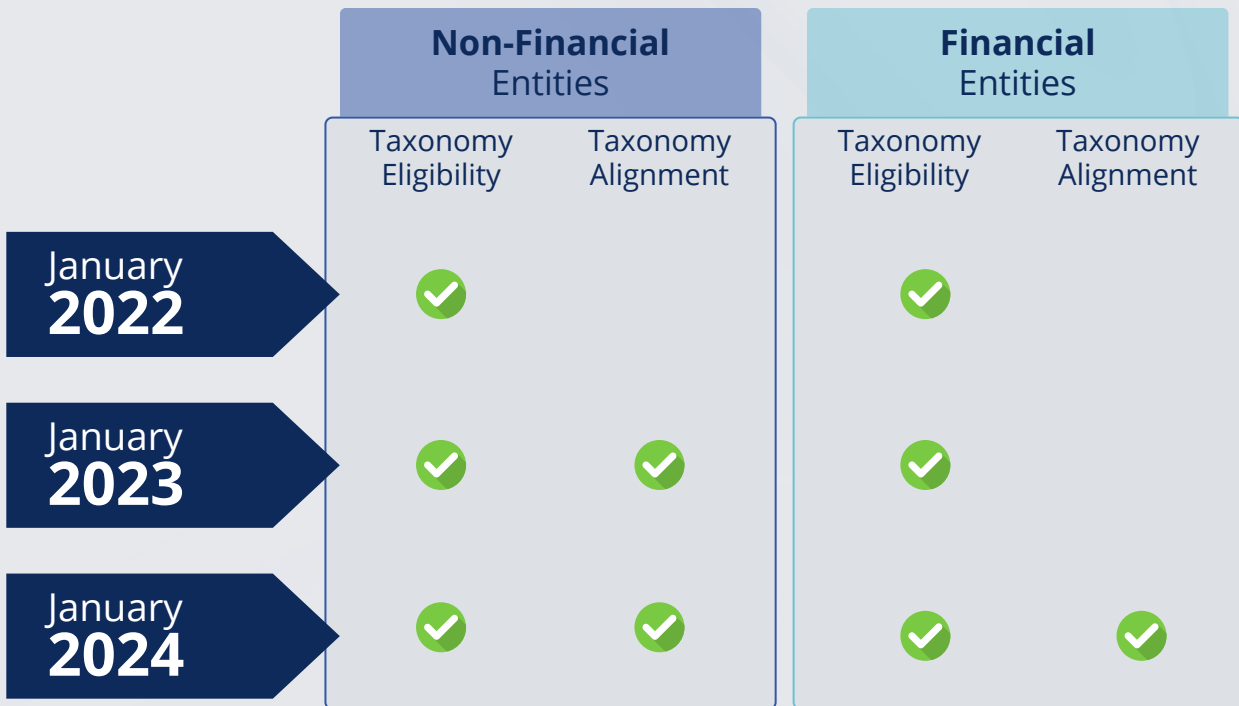 Non-Financial
Entities
Financial
Entities
Taxonomy
Eligibility
Taxonomy
Alignment
Taxonomy
Eligibility
Taxonomy
Alignment
January
2022
January
2023
January
2024